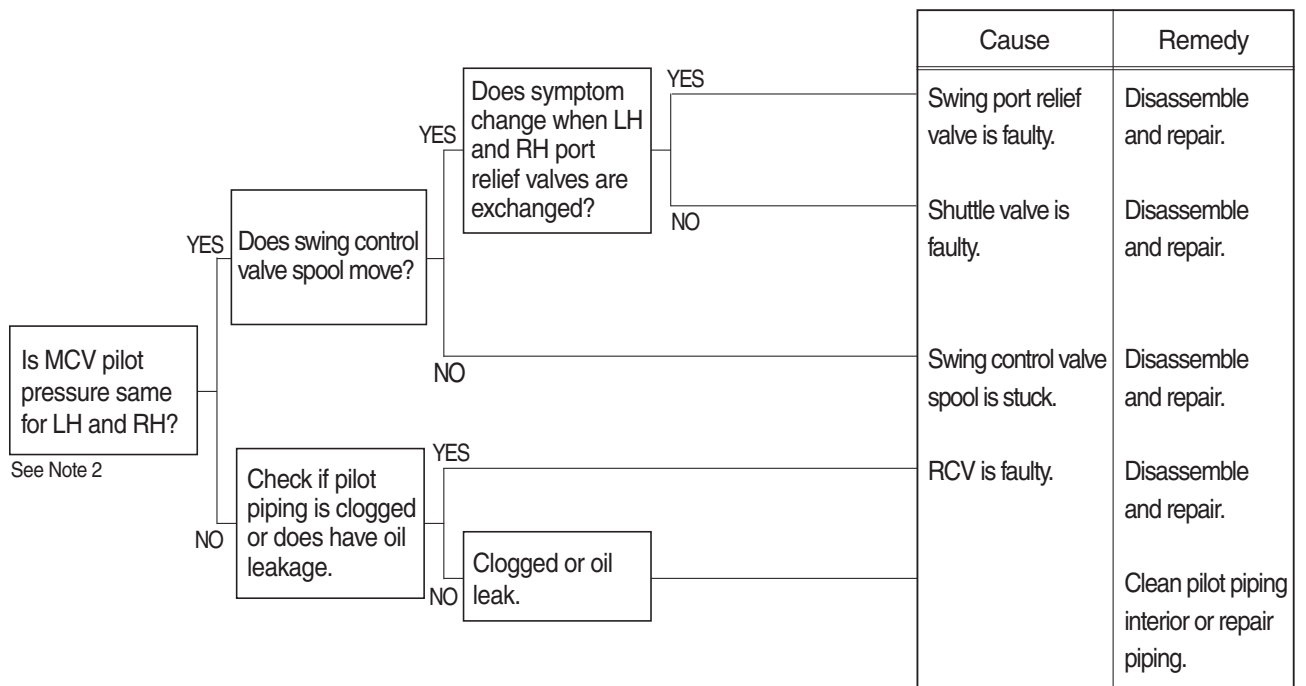 Cause
Remedy
YES
Does symptom
change when LH
and RH port
relief valves are
exchanged?
YES
Swing port relief
valve is faulty.
Disassemble
and repair.
NO
Shuttle valve is
faulty.
Disassemble
and repair.
YES
Does swing control
valve spool move?
NO
Swing control valve
spool is stuck.
Disassemble
and repair.
Is MCV pilot
pressure same
for LH and RH?
See Note 2
NO
Check if pilot
piping is clogged
or does have oil
leakage.
YES
RCV is faulty.
Disassemble
and repair.
NO
Clogged or oil
leak.
Clean pilot piping
interior or repair
piping.